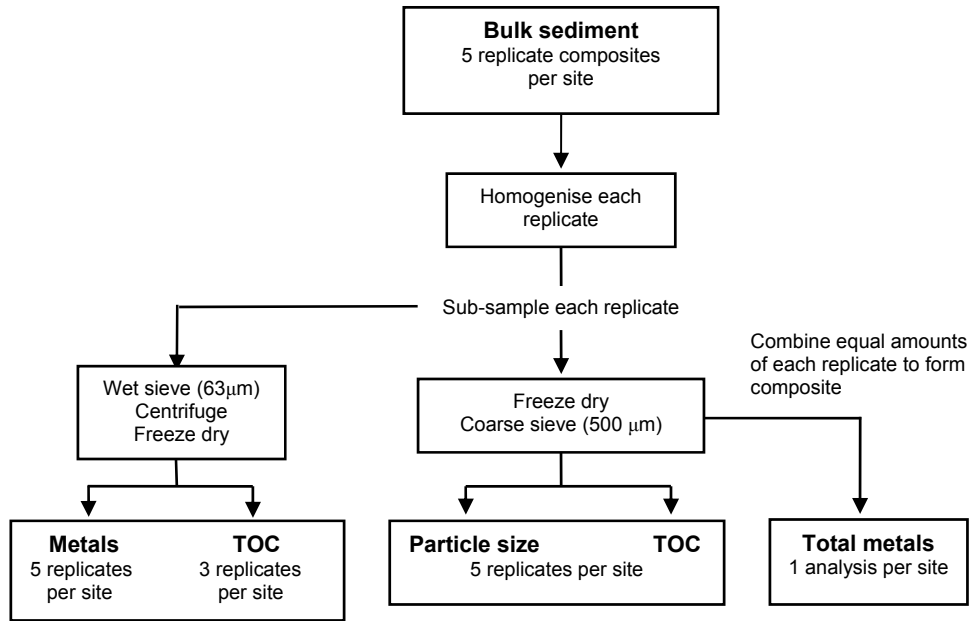 Bulk sediment
5 replicate composites
per site
Homogenise each
replicate
Sub-sample each replicate
Combine equal amounts
of each replicate to form
composite
Wet sieve (63μm)
Centrifuge
Freeze dry
Freeze dry
Coarse sieve (500 μm)
Metals
5 replicates
per site
TOC
3 replicates
per site
Particle size TOC
5 replicates per site
Total metals
1 analysis per site